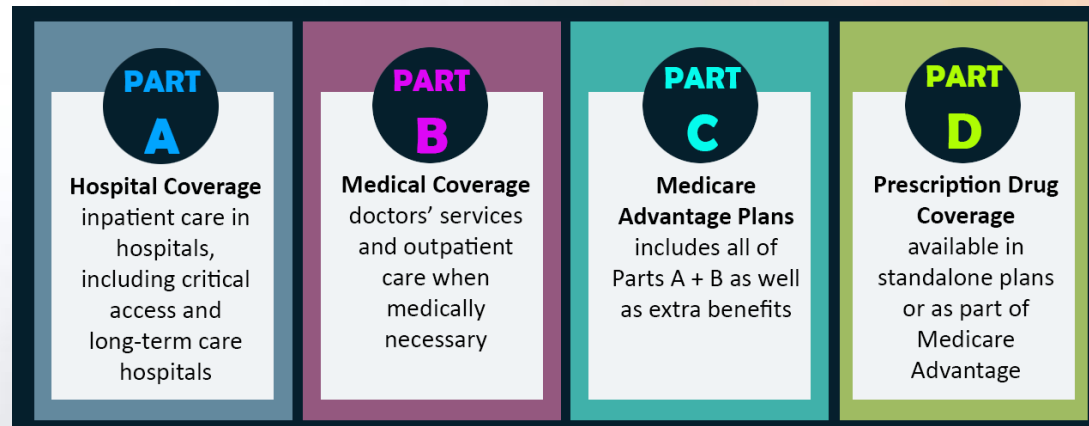 PART
A
Hospital Coverage
inpatient care in
hospitals,
including critical
access and
long-term care
hospitals
PART
B
Medical Coverage
doctors’ services
and outpatient
care when
medically
necessary
PART
C
Medicare
Advantage Plans
includes all of
Parts A + B as well
as extra benefits
PART
D
Prescription Drug
Coverage
available in
standalone plans
or as part of
Medicare
Advantage